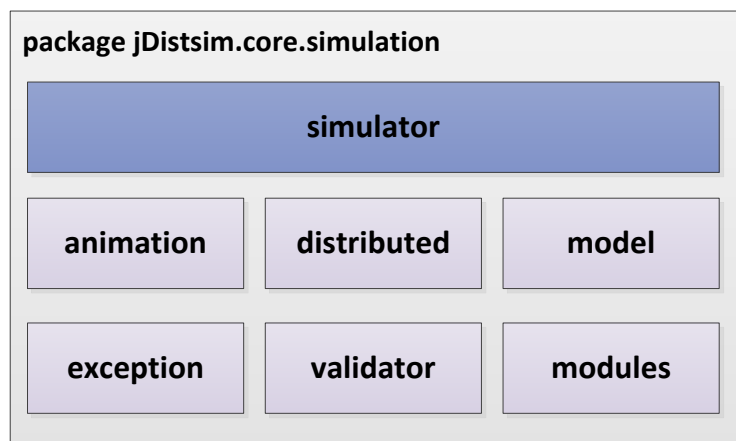 package jDistsim.core.simulation
simulator
animation distributed model
exception validator modules